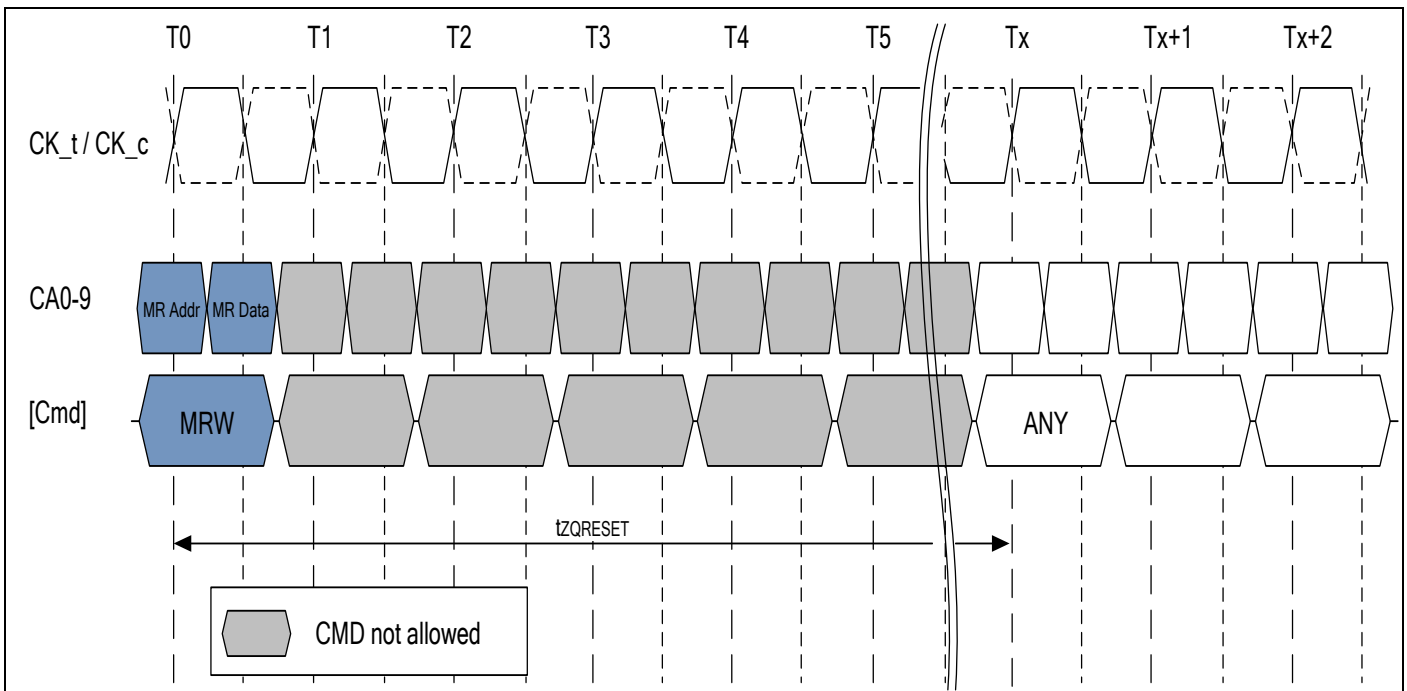 T0 T1 T2 T3 T4 T5 Tx Tx+1 Tx+2
CK_t / CK_c
CA0-9 MR Addr MR Data
[Cmd] MRW ANY
tZQRESET
CMD not allowed